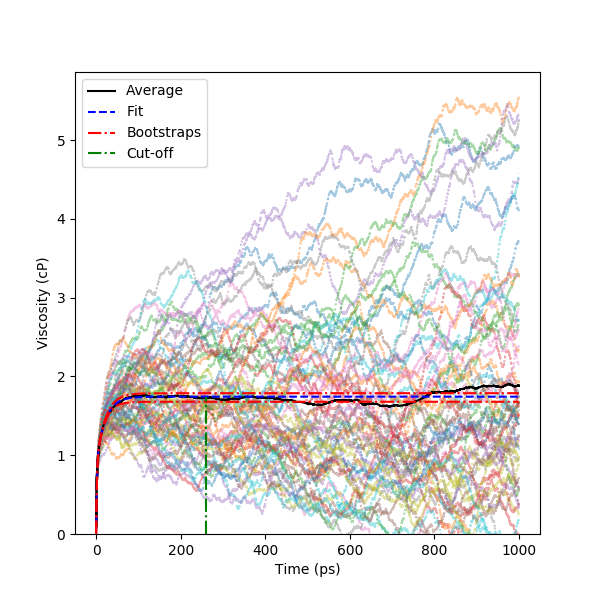 Average
Fit
Bootstraps
Cut-off
5
4
3
2
1
0
Viscosity (cP)
0 200 400 600 800 1000
Time (ps)